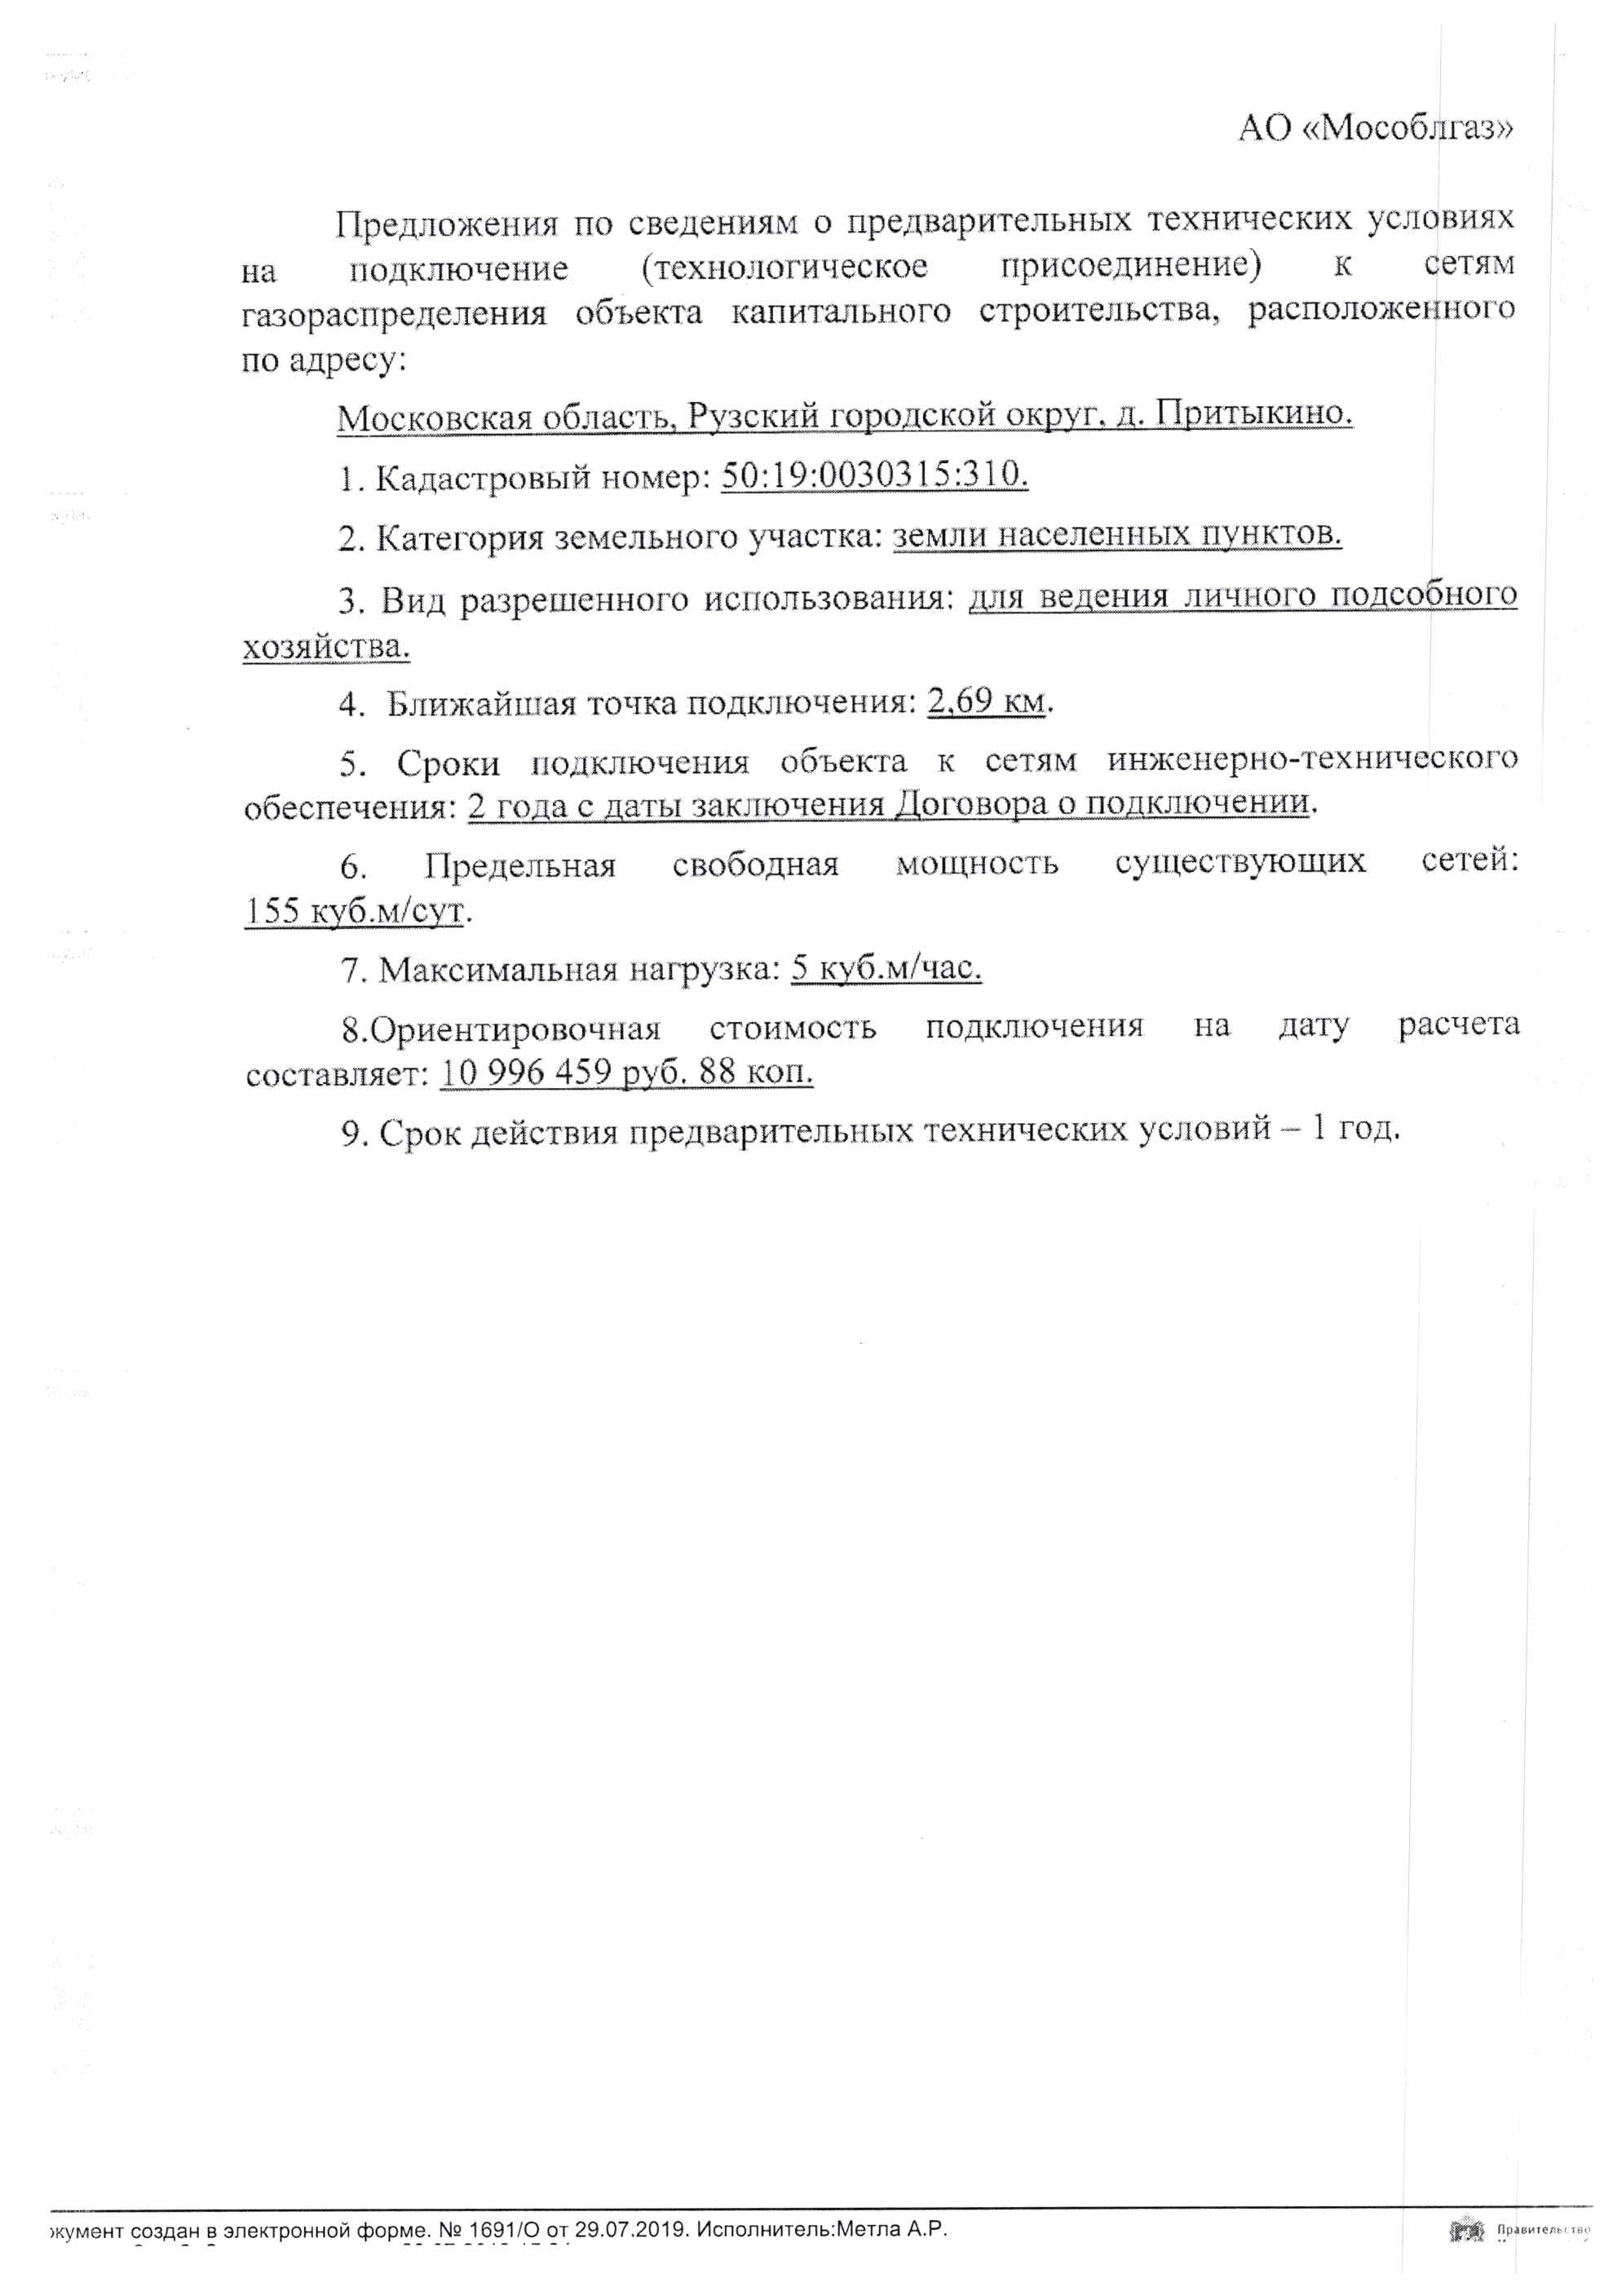 АО «Мособлгаз»
Предложения по сведениям о предварительных технических условиях
на подключение (технологическое присоединение) к сетям
газораспределения объекта капитального строительства, расположенного
по адресу:
Московская область, Рузский городской округ, д. Притыкино.
1. Кадастровый номер: 50:19:0030315:310.
2. Категория земельного участка: земли населенных пунктов.
3. Вид разрешенного использования: для ведения личного подсобного
хозяйства.
4. Ближайшая точка подключения: 2,69 км.
5. Сроки подключения объекта к сетям инженерно-технического
обеспечения: 2 года с даты заключения Договора о подключении.
6. Предельная свободная мощность существующих сетей:
155 куб.м/сут.
7. Максимальная нагрузка: 5 куб.м/час.
8.Ориентировочная стоимость подключения на дату расчета
составляет: 10 996 459 руб. 88 коп.
9. Срок действия предварительных технических условий – 1 год.
создан в электронной форме. № 1691/О от 29.07.2019. Исполнитель:Метла А.Р.
Правительство